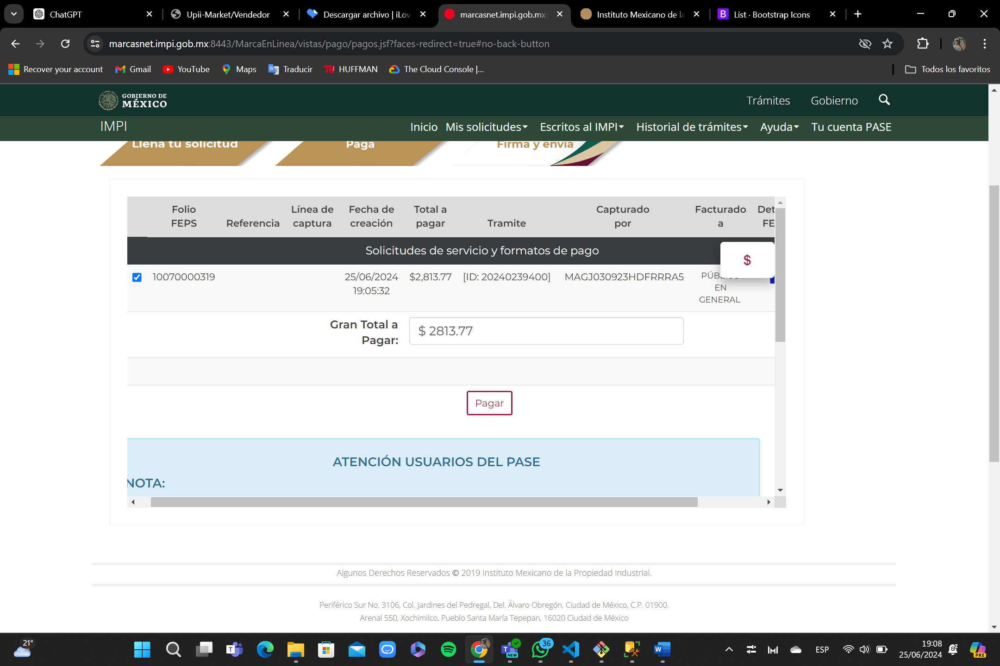 ChatGPT
Upii-Market/Vendedor
Descargar archivo | iLov
marcasnet.impi.gob.mx:
Instituto Mexicano de la
B
List · Bootstrap Icons
marcasnet.impi.gob.mx:8443/MarcaEnLinea/vistas/pago/pagos.jsf?faces-redirect=true#no-back-button
Recover your account
Gmail
YouTube
Maps
Traducir
HUFFMAN
The Cloud Console |...
Todos los favoritos
GOBIERNO DE
MÉXICO
Trámites
Gobierno
IMPI
Inicio
Mis solicitudes
Escritos al IMPI
Historial de trámites
Ayuda
Tu cuenta PASE
Llena tu solicitud
Paga
Firma y envía
Folio
FEPS
Referencia
Línea de
captura
Fecha de
creación
Total a
pagar
Tramite
Capturado
por
Facturado
a
Det
FE
Solicitudes de servicio y formatos de pago
$
10070000319
25/06/2024
19:05:32
$2,813.77
[ID: 20240239400]
MAGJ030923HDFRRRA5
PÚBLICO
EN
GENERAL
Gran Total a
Pagar:
$ 2813.77
Pagar
ATENCIÓN USUARIOS DEL PASE
NOTA:
Algunos Derechos Reservados © 2019 Instituto Mexicano de la Propiedad Industrial.
Periférico Sur No. 3106, Col. Jardines del Pedregal, Del. Álvaro Obregón, Ciudad de México, C.P. 01900.
Arenal 550, Xochimilco, Pueblo Santa María Tepepan, 16020 Ciudad de México
21°
NEW
36
ESP
19:08
25/06/2024
PRE